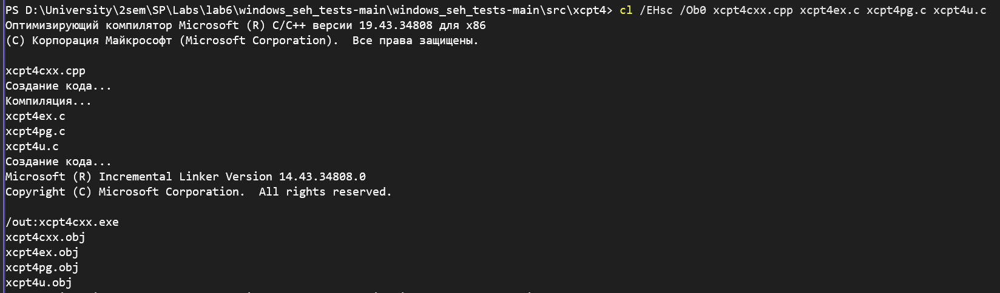 PS D:\University\2sem\SP\Labs\lab6\windows_seh_tests-main\windows_seh_tests-main\src\xcpt4> cl /EHsc /Ob0 xcpt4cxx.cpp xcpt4ex.c xcpt4pg.c xcpt4u.c
Оптимизирующий компилятор Microsoft (R) C/C++ версии 19.43.34808 для x86
(C) Корпорация Майкрософт (Microsoft Corporation).  Все права защищены.

xcpt4cxx.cpp
Создание кода...
Компиляция...
xcpt4ex.c
xcpt4pg.c
xcpt4u.c
Создание кода...
Microsoft (R) Incremental Linker Version 14.43.34808.0
Copyright (C) Microsoft Corporation.  All rights reserved.

/out:xcpt4cxx.exe
xcpt4cxx.obj
xcpt4ex.obj
xcpt4pg.obj
xcpt4u.obj